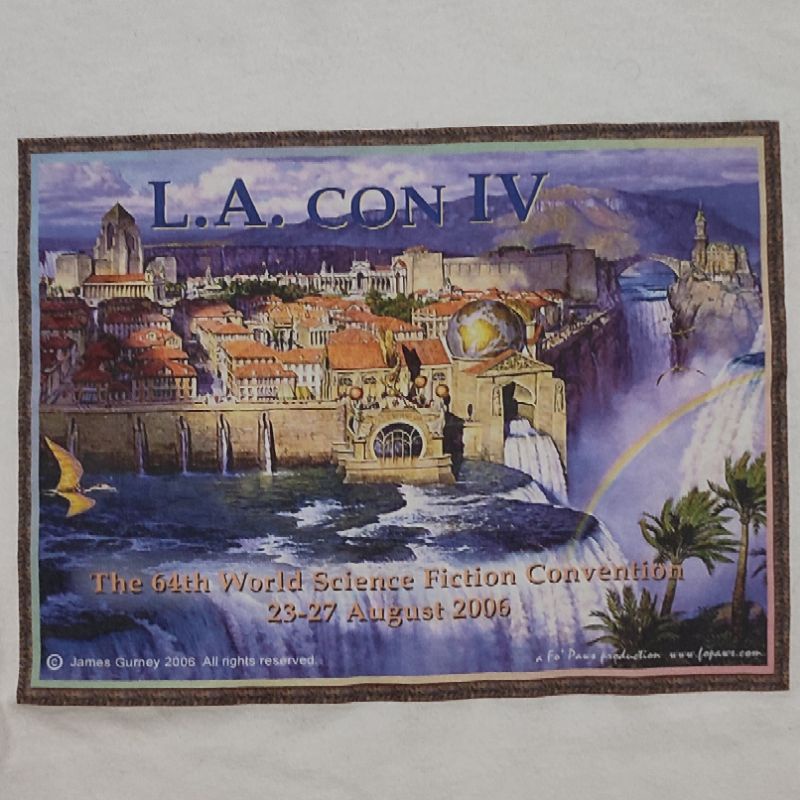 L.A. CON IV
The 64th World Science Fiction Convention
23-27 August 2006
© James Gurney 2006 All rights reserved.
a Fo' Paws production www.fopaws.com